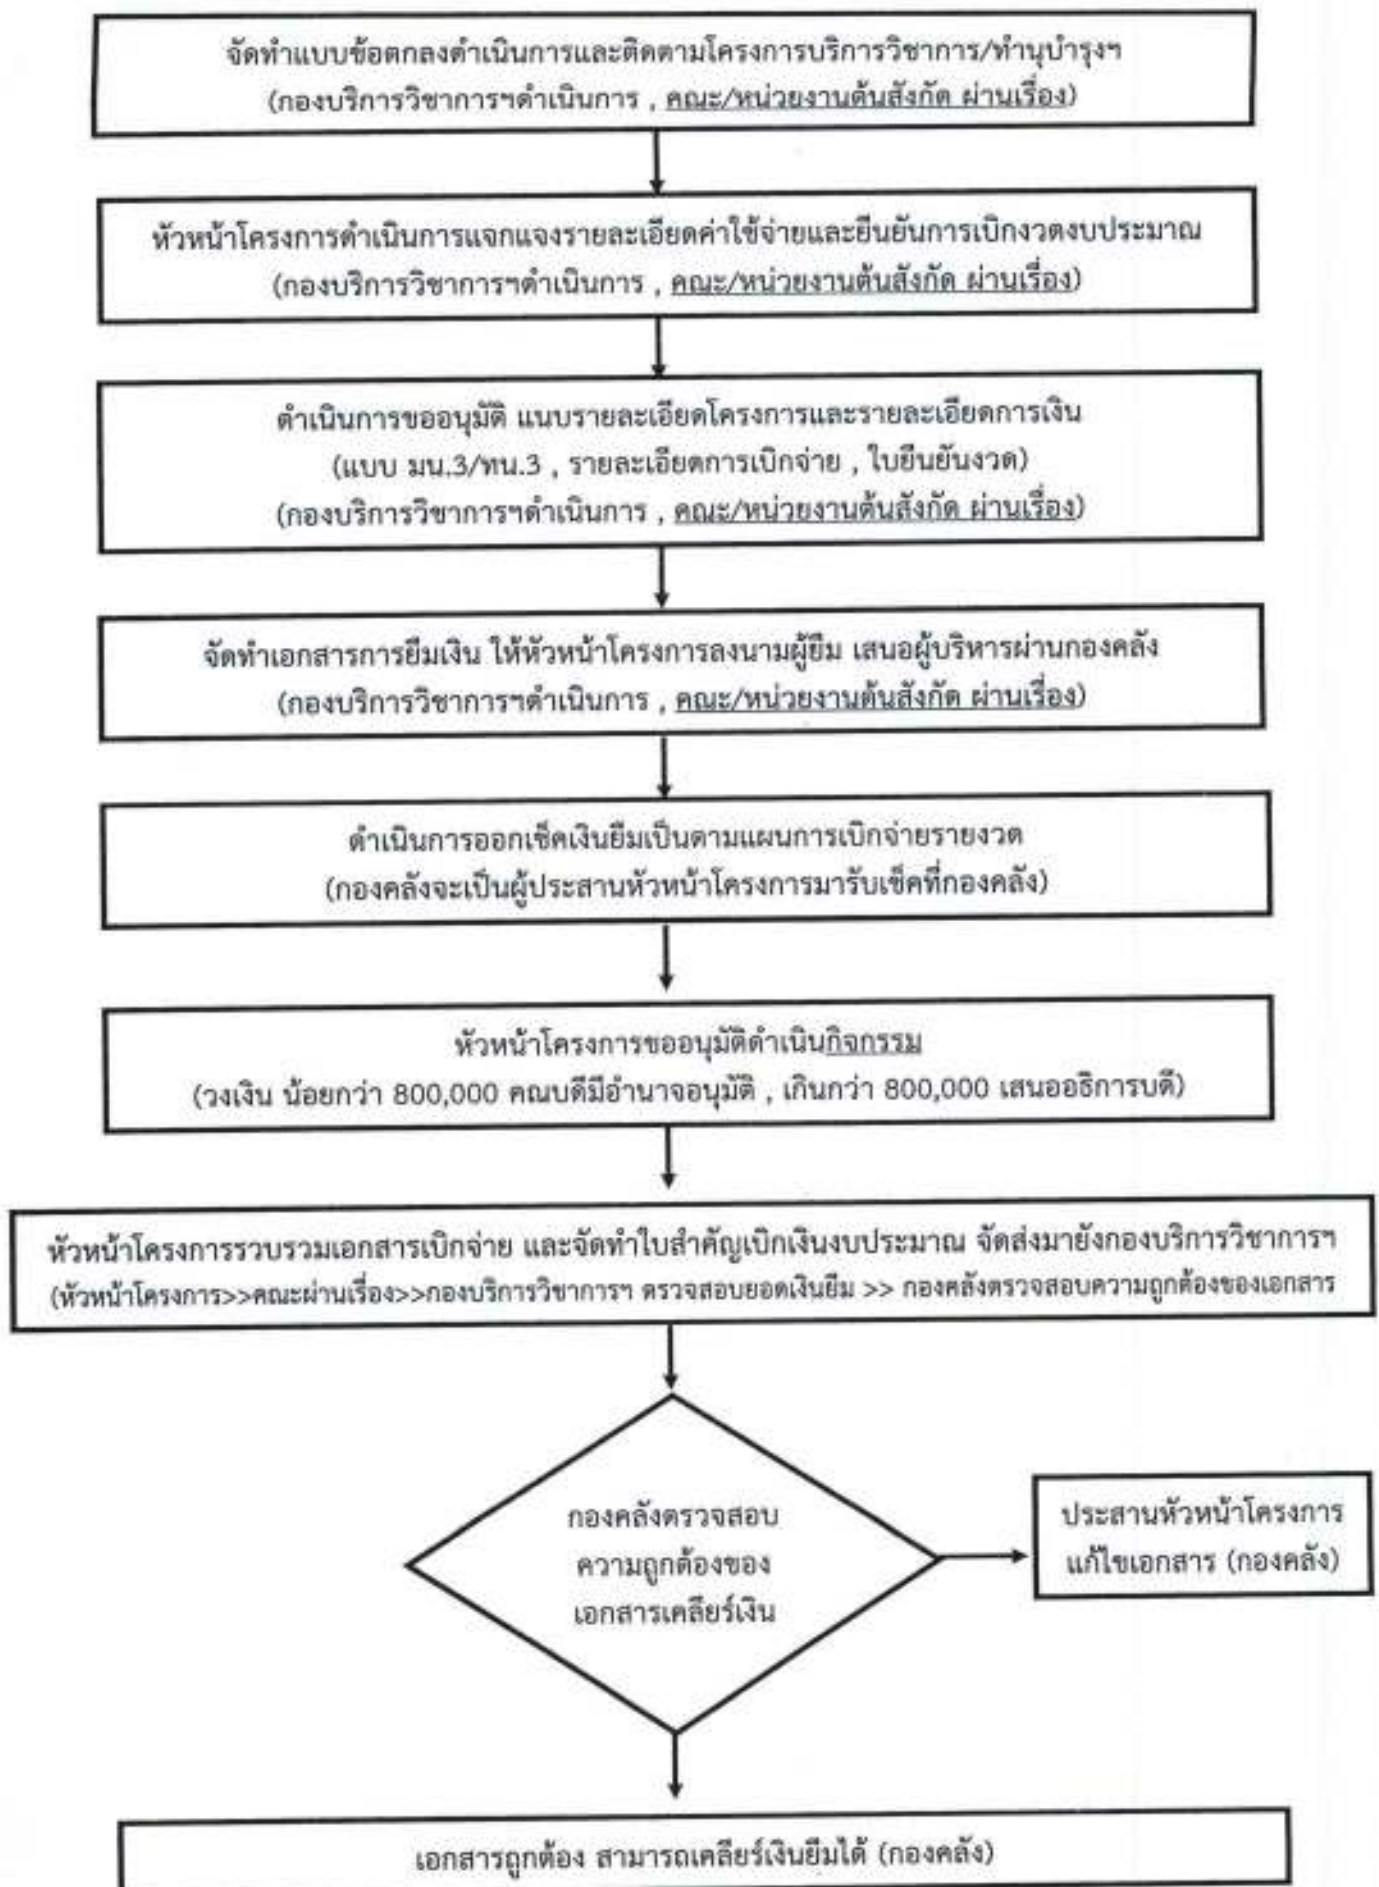 จัดทำแบบข้อตกลงดำเนินการและติดตามโครงการบริการวิชาการ/ทำนุบำรุงฯ
(กองบริการวิชาการฯดำเนินการ , คณะ/หน่วยงานต้นสังกัด ผ่านเรื่อง)
หัวหน้าโครงการดำเนินการแจกแจงรายละเอียดค่าใช้จ่ายและยืนยันการเบิกงวดงบประมาณ
(กองบริการวิชาการฯดำเนินการ , คณะ/หน่วยงานต้นสังกัด ผ่านเรื่อง)
ดำเนินการขออนุมัติ แนบรายละเอียดโครงการและรายละเอียดการเงิน
(แบบ มน.3/ทน.3 , รายละเอียดการเบิกจ่าย , ใบยืนยันงวด)
(กองบริการวิชาการฯดำเนินการ , คณะ/หน่วยงานต้นสังกัด ผ่านเรื่อง)
จัดทำเอกสารการยืมเงิน ให้หัวหน้าโครงการลงนามผู้ยืม เสนอผู้บริหารผ่านกองคลัง
(กองบริการวิชาการฯดำเนินการ , คณะ/หน่วยงานต้นสังกัด ผ่านเรื่อง)
ดำเนินการออกเช็คเงินยืมเป็นตามแผนการเบิกจ่ายรายงวด
(กองคลังจะเป็นผู้ประสานหัวหน้าโครงการมารับเช็คที่กองคลัง)
หัวหน้าโครงการขออนุมัติดำเนินกิจกรรม
(วงเงิน น้อยกว่า 800,000 คณบดีมีอำนาจอนุมัติ , เกินกว่า 800,000 เสนออธิการบดี)
หัวหน้าโครงการรวบรวมเอกสารเบิกจ่าย และจัดทำใบสำคัญเบิกเงินงบประมาณ จัดส่งมายังกองบริการวิชาการฯ
(หัวหน้าโครงการ>>คณะผ่านเรื่อง>>กองบริการวิชาการฯ ตรวจสอบยอดเงินยืม >> กองคลังตรวจสอบความถูกต้องของเอกสาร
กองคลังตรวจสอบ
ความถูกต้องของ
เอกสารเคลียร์เงิน
ประสานหัวหน้าโครงการ
แก้ไขเอกสาร (กองคลัง)
เอกสารถูกต้อง สามารถเคลียร์เงินยืมได้ (กองคลัง)